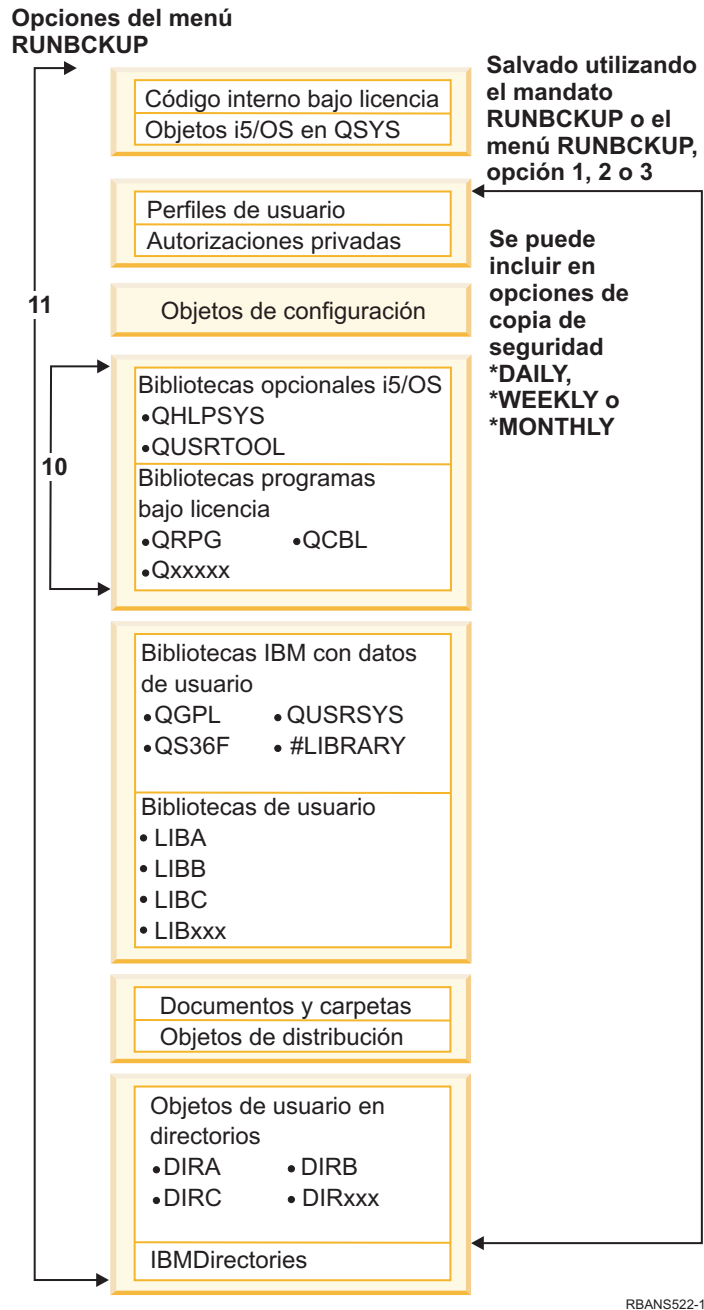 Opciones del menú
RUNBCKUP
Código interno bajo licencia
Objetos i5/OS en QSYS
Salvado utilizando
el mandato
RUNBCKUP o el
menú RUNBCKUP,
opción 1, 2 o 3
Perfiles de usuario
Autorizaciones privadas
Se puede
incluir en
opciones de
copia de
seguridad
*DAILY,
*WEEKLY o
*MONTHLY
11
Objetos de configuración
10
Bibliotecas opcionales i5/OS
•QHLPSYS
•QUSRTOOL
Bibliotecas programas
bajo licencia
•QRPG •QCBL
•Qxxxxx
Bibliotecas IBM con datos
de usuario
•QGPL • QUSRSYS
•QS36F • #LIBRARY
Bibliotecas de usuario
• LIBA
• LIBB
• LIBC
• LIBxxx
Documentos y carpetas
Objetos de distribución
Objetos de usuario en
directorios
•DIRA • DIRB
•DIRC • DIRxxx
IBMDirectories
RBANS522-1